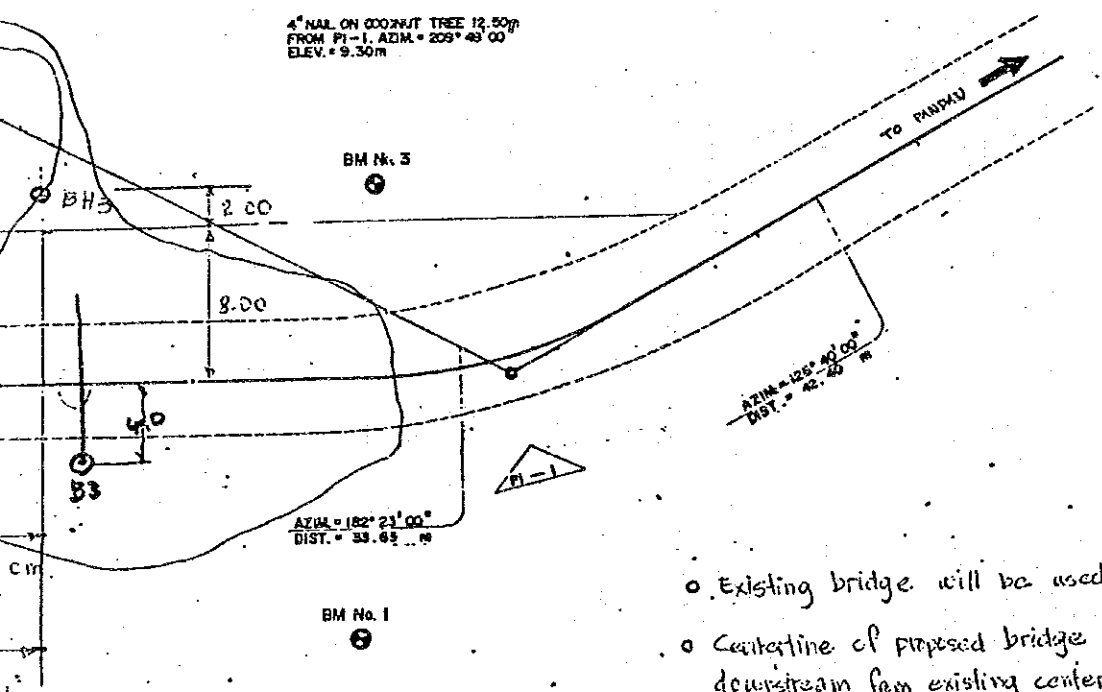 4" NAIL ON COCONUT TREE 12.50m
FROM PI-1. AZIM. = 209° 49' 00"
ELEV. = 9.30m
TO PANDAU
BM No. 3
BH3
2.00
8.00
4.0
B3
AZIM. = 125° 40' 00"
DIST. = 42.40 m
PI-1
AZIM. = 182° 23' 00"
DIST. = 33.65 m
cm
BM No. 1
o Existing bridge will be used
o Centerline of proposed bridge
downstream from existing center